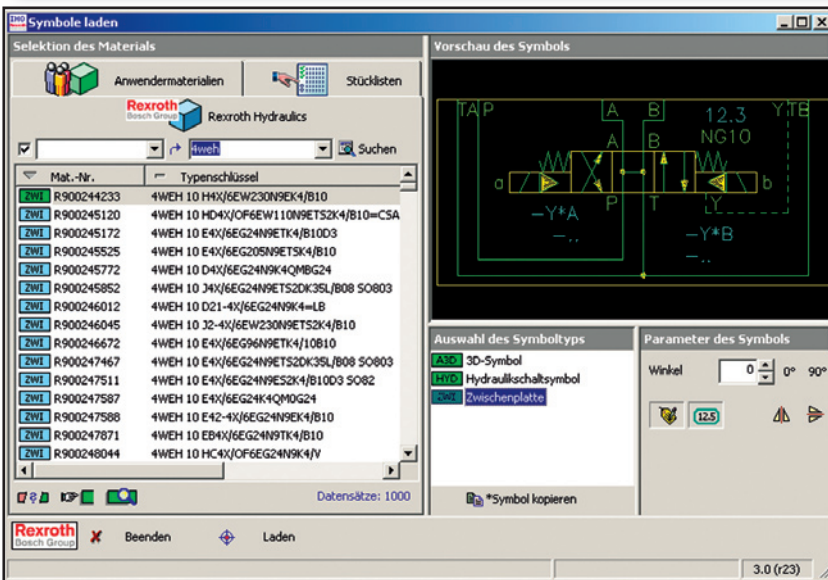 Symbole laden
Selektion des Materials
Anwendermaterialien
Stücklisten
Rexroth
Bosch Group
Rexroth Hydraulics
4weh
Suchen
Mat.-Nr. Typenschlüssel
ZWI R900244233 4WEH 10 H4X/6EW230N9EK4/B10
ZWI R900245120 4WEH 10 HD4X/OF6EW110N9ETS2K4/B10=CSA
ZWI R900245172 4WEH 10 E4X/6EG24N9ETK4/B10D3
ZWI R900245525 4WEH 10 E4X/6EG205N9ETSK4/B10
ZWI R900245772 4WEH 10 D4X/6EG24N9K4QMBG24
ZWI R900245852 4WEH 10 J4X/6EG24N9ETS2DK35L/B08 SO803
ZWI R900246012 4WEH 10 D21-4X/6EG24N9K4=LB
ZWI R900246045 4WEH 10 J2-4X/6EW230N9ETS2K4/B10
ZWI R900246672 4WEH 10 E4X/6EG96N9ETK4/10B10
ZWI R900247467 4WEH 10 E4X/6EG24N9ETS2DK35L/B08 SO803
ZWI R900247511 4WEH 10 E4X/6EG24N9ES2K4/B10D3 SO82
ZWI R900247587 4WEH 10 E4X/6EG24K4QM0G24
ZWI R900247588 4WEH 10 E42-4X/6EG24N9EK4/B10
ZWI R900247871 4WEH 10 EB4X/6EG24N9TK4/B10
ZWI R900248044 4WEH 10 HC4X/OF6EG24N9K4/V
Datensätze: 1000
Vorschau des Symbols
TA P A B 12.3 Y TB
NG10
A B
a b
P T Y
-Y*A
-Y*B
Auswahl des Symboltyps
A3D 3D-Symbol
HYD Hydraulikschaltsymbol
ZWI Zwischenplatte
*Symbol kopieren
Parameter des Symbols
Winkel 0 0° 90°
12.5
Rexroth
Bosch Group
Beenden
Laden
3.0 (r23)